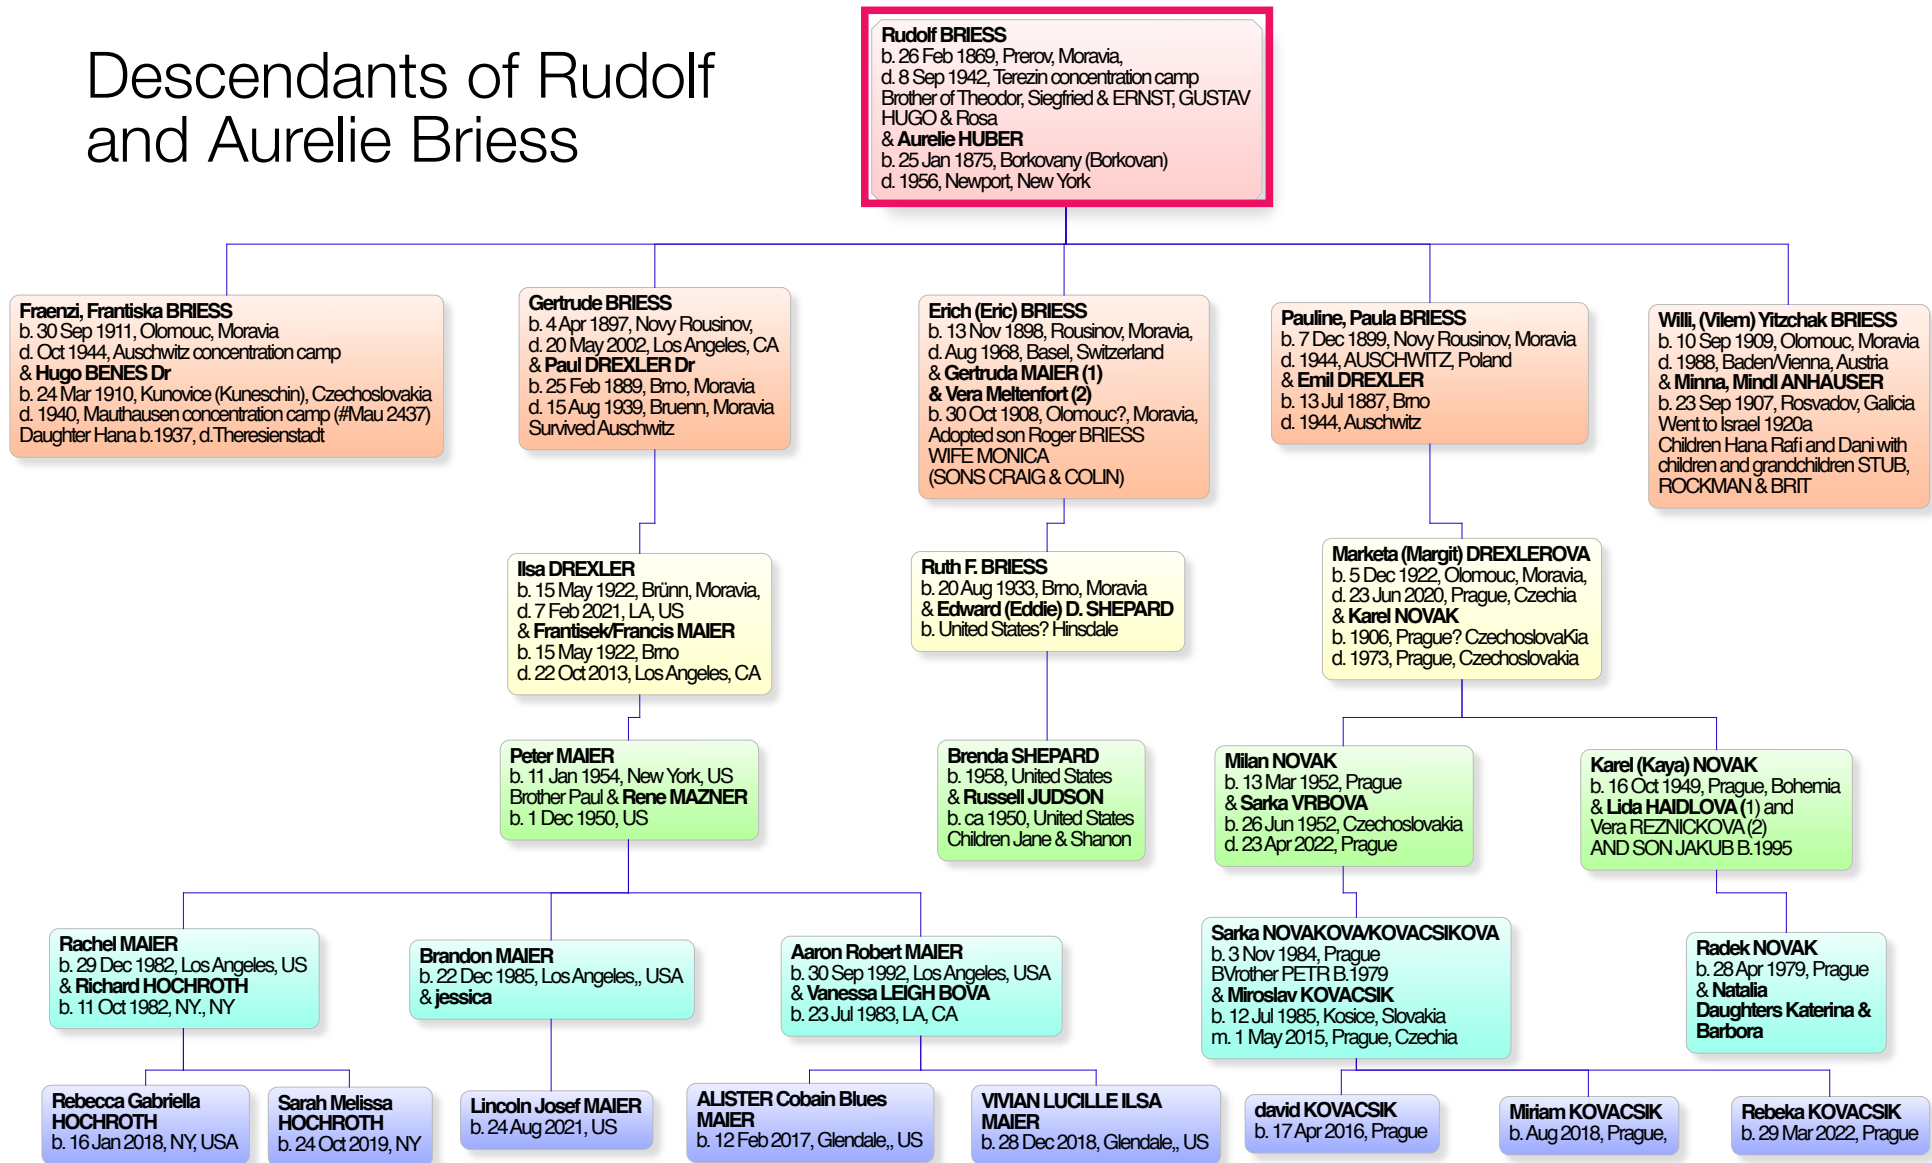 Descendants of Rudolf
and Aurelie Briess
Rudolf BRIESS
b. 26 Feb 1869, Prerov, Moravia,
d. 8 Sep 1942, Terezin concentration camp
Brother of Theodor, Siegfried & ERNST, GUSTAV
HUGO & Rosa
& Aurelie HUBER
b. 25 Jan 1875, Borkovany (Borkovan)
d. 1956, Newport, New York
Fraenzi, Frantiska BRIESS
b. 30 Sep 1911, Olomouc, Moravia
d. Oct 1944, Auschwitz concentration camp
& Hugo BENES Dr
b. 24 Mar 1910, Kunovice (Kuneschin), Czechoslovakia
d. 1940, Mauthausen concentration camp (#Mau 2437)
Daughter Hana b.1937, d.Theresienstadt
Gertrude BRIESS
b. 4 Apr 1897, Novy Rousinov,
d. 20 May 2002, Los Angeles, CA
& Paul DREXLER Dr
b. 25 Feb 1889, Brno, Moravia
d. 15 Aug 1939, Bruenn, Moravia
Survived Auschwitz
Erich (Eric) BRIESS
b. 13 Nov 1898, Rousinov, Moravia,
d. Aug 1968, Basel, Switzerland
& Gertruda MAIER (1)
& Vera Meltenfort (2)
b. 30 Oct 1908, Olomouc?, Moravia,
Adopted son Roger BRIESS
WIFE MONICA
(SONS CRAIG & COLIN)
Pauline, Paula BRIESS
b. 7 Dec 1899, Novy Rousinov, Moravia
d. 1944, AUSCHWITZ, Poland
& Emil DREXLER
b. 13 Jul 1887, Brno
d. 1944, Auschwitz
Willi, (Vilem) Yitzchak BRIESS
b. 10 Sep 1909, Olomouc, Moravia
d. 1988, Baden/Vienna, Austria
& Minna, Mindl ANHAUSER
b. 23 Sep 1907, Rosvadov, Galicia
Went to Israel 1920a
Children Hana Rafi and Dani with
children and grandchildren STUB,
ROCKMAN & BRIT
Ilsa DREXLER
b. 15 May 1922, Brünn, Moravia,
d. 7 Feb 2021, LA, US
& Frantisek/Francis MAIER
b. 15 May 1922, Brno
d. 22 Oct 2013, Los Angeles, CA
Ruth F. BRIESS
b. 20 Aug 1933, Brno, Moravia
& Edward (Eddie) D. SHEPARD
b. United States? Hinsdale
Marketa (Margit) DREXLEROVA
b. 5 Dec 1922, Olomouc, Moravia,
d. 23 Jun 2020, Prague, Czechia
& Karel NOVAK
b. 1906, Prague? CzechoslovaKia
d. 1973, Prague, Czechoslovakia
Peter MAIER
b. 11 Jan 1954, New York, US
Brother Paul & Rene MAZNER
b. 1 Dec 1950, US
Brenda SHEPARD
b. 1958, United States
& Russell JUDSON
b. ca 1950, United States
Children Jane & Shanon
Milan NOVAK
b. 13 Mar 1952, Prague
& Sarka VRBOVA
b. 26 Jun 1952, Czechoslovakia
d. 23 Apr 2022, Prague
Karel (Kaya) NOVAK
b. 16 Oct 1949, Prague, Bohemia
& Lida HAIDLOVA (1) and
Vera REZNICKOVA (2)
AND SON JAKUB B.1995
Rachel MAIER
b. 29 Dec 1982, Los Angeles, US
& Richard HOCHROTH
b. 11 Oct 1982, NY., NY
Brandon MAIER
b. 22 Dec 1985, Los Angeles,, USA
& jessica
Aaron Robert MAIER
b. 30 Sep 1992, Los Angeles, USA
& Vanessa LEIGH BOVA
b. 23 Jul 1983, LA, CA
Sarka NOVAKOVA/KOVACSIKOVA
b. 3 Nov 1984, Prague
BVrother PETR B.1979
& Miroslav KOVACSIK
b. 12 Jul 1985, Kosice, Slovakia
m. 1 May 2015, Prague, Czechia
Radek NOVAK
b. 28 Apr 1979, Prague
& Natalia
Daughters Katerina &
Barbora
Rebecca Gabriella
HOCHROTH
b. 16 Jan 2018, NY, USA
Sarah Melissa
HOCHROTH
b. 24 Oct 2019, NY
Lincoln Josef MAIER
b. 24 Aug 2021, US
ALISTER Cobain Blues
MAIER
b. 12 Feb 2017, Glendale,, US
VIVIAN LUCILLE ILSA
MAIER
b. 28 Dec 2018, Glendale,, US
david KOVACSIK
b. 17 Apr 2016, Prague
Miriam KOVACSIK
b. Aug 2018, Prague,
Rebeka KOVACSIK
b. 29 Mar 2022, Prague